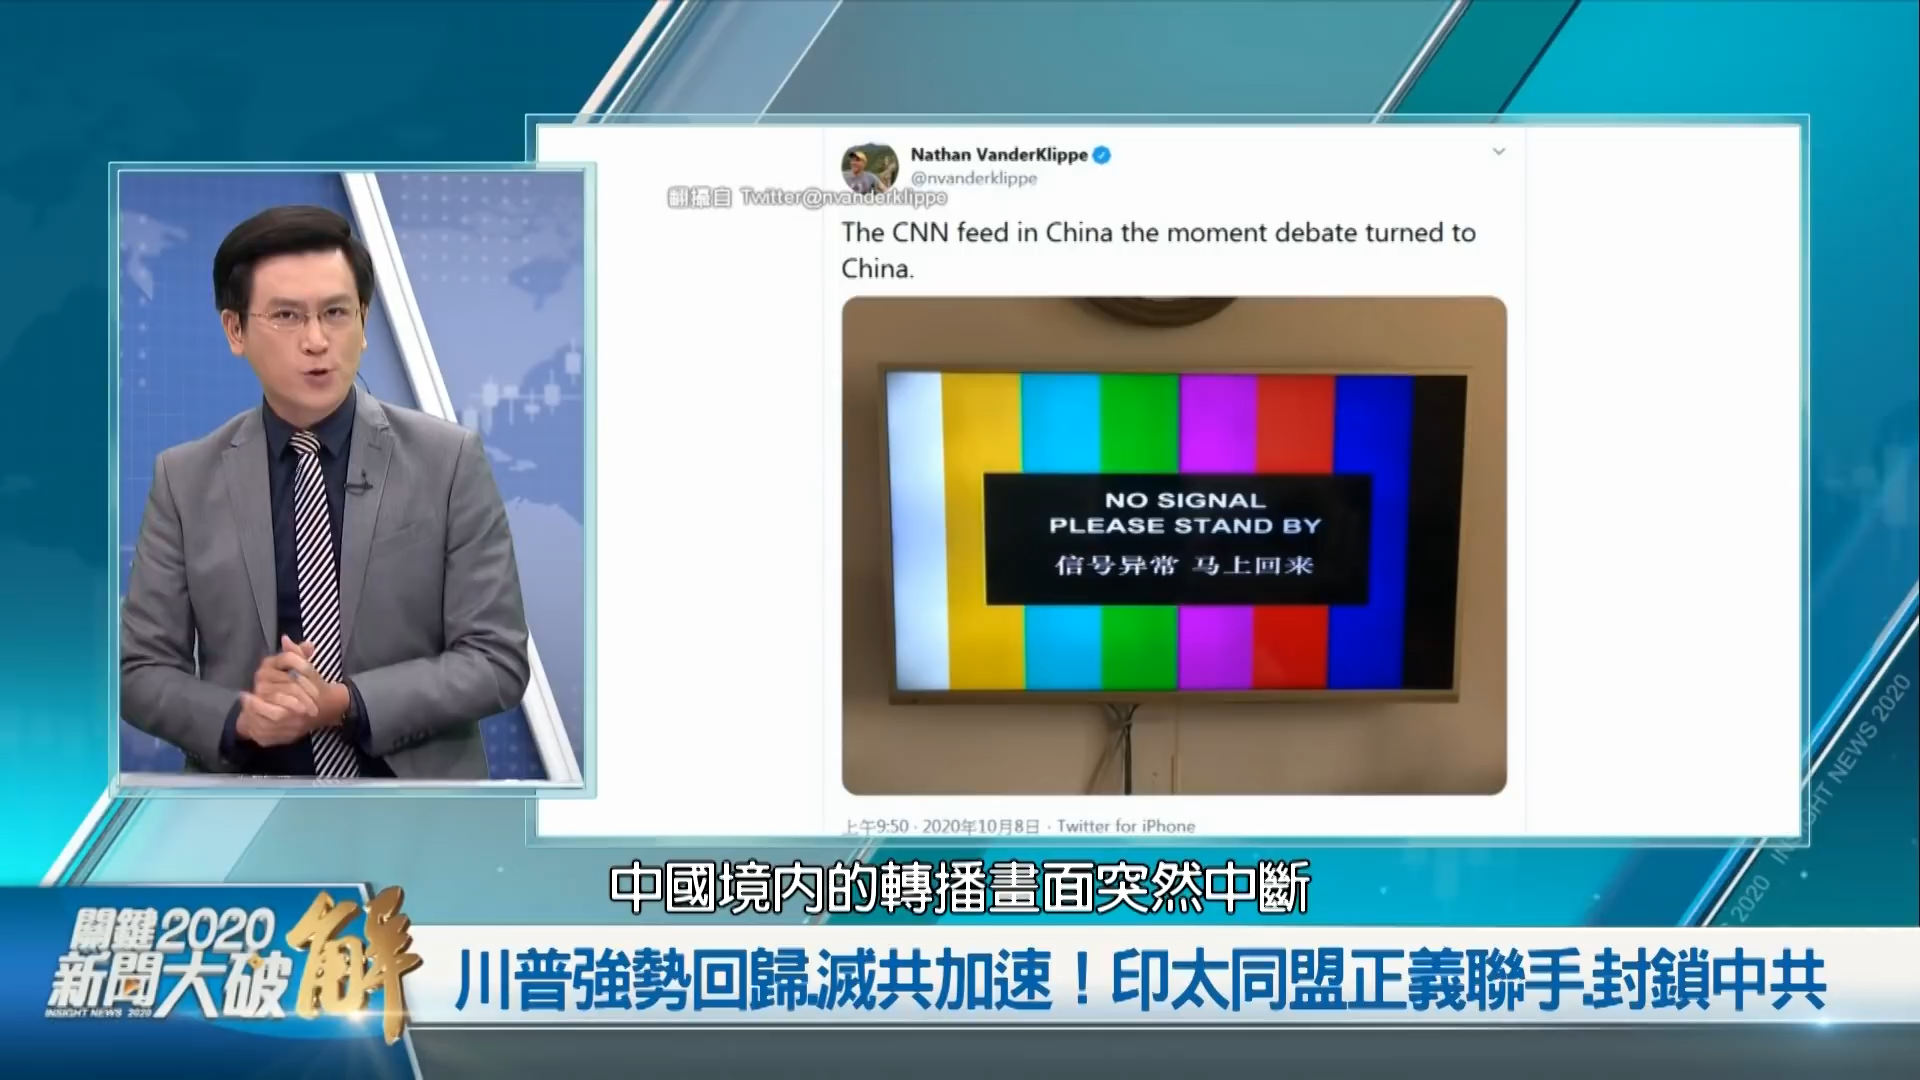 Nathan VanderKlippe
@nvanderklippe
翻攝自 Twitter@nvanderklippe
The CNN feed in China the moment debate turned to
China.
NO SIGNAL
PLEASE STAND BY
信号异常 马上回来
上午9:50 · 2020年10月8日 · Twitter for iPhone
INSIGHT NEWS 2020
2020
中國境内的轉播畫面突然中斷
關鍵2020
新聞大破解
INSIGHT NEWS 2020
川普強勢回歸.滅共加速！印太同盟正義聯手.封鎖中共